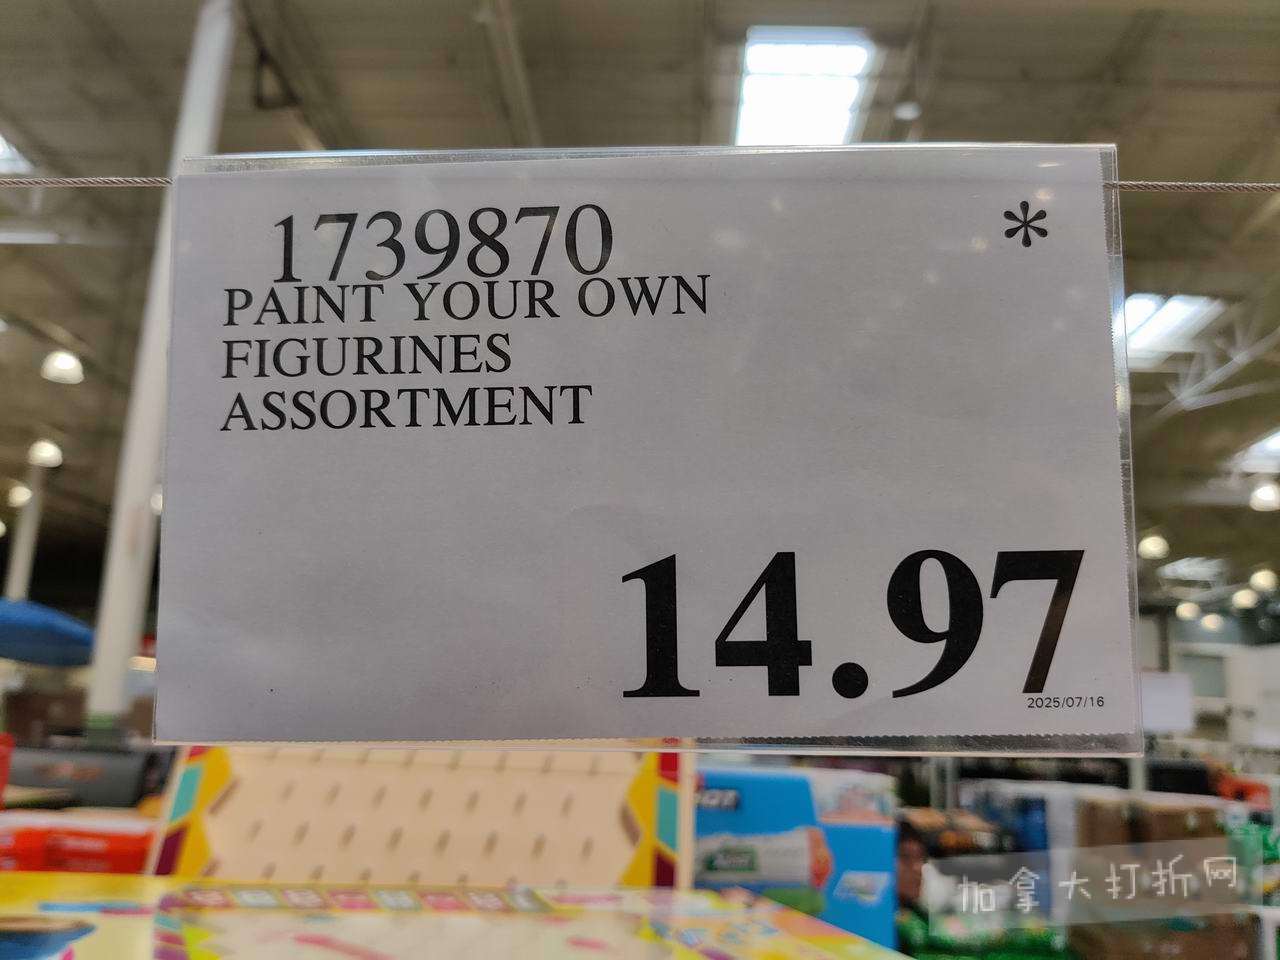 1739870
*
PAINT YOUR OWN
FIGURINES
ASSORTMENT
14.97
2025/07/16
加拿大打折网